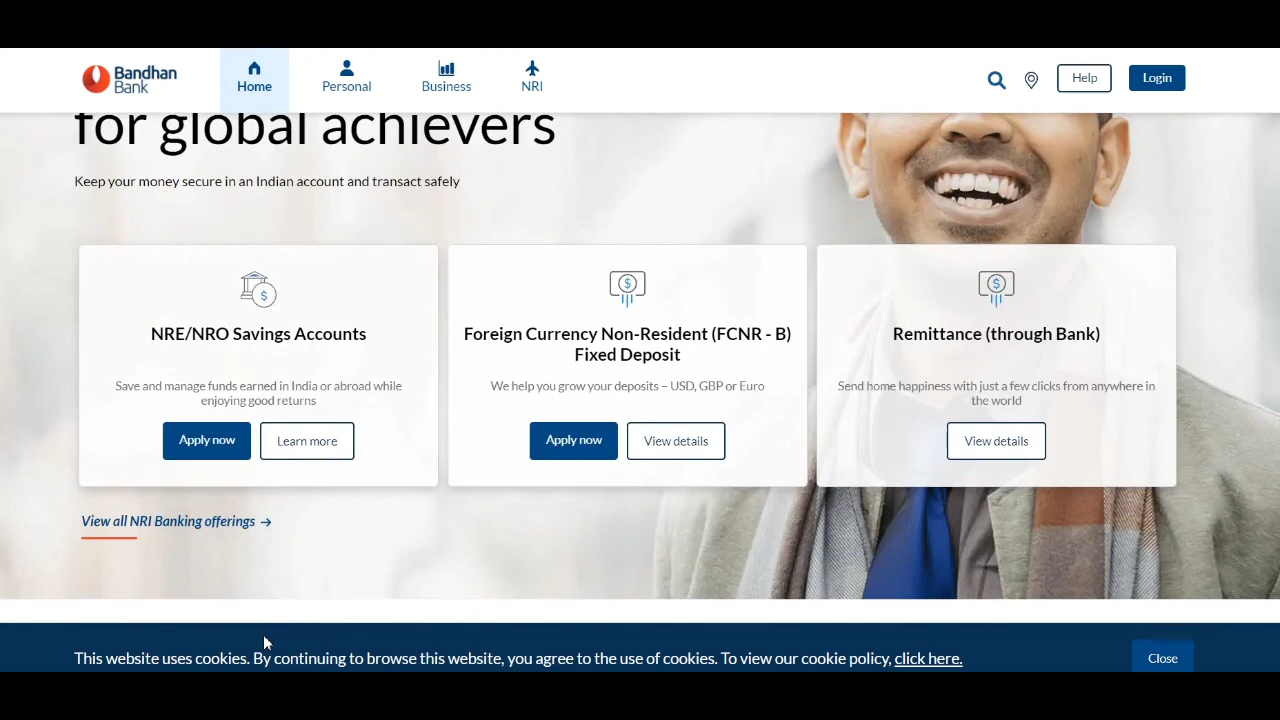 Bandhan
Bank
Home
Personal
Business
NRI
Help
Login
for global achievers
Keep your money secure in an Indian account and transact safely
NRE/NRO Savings Accounts
Save and manage funds earned in India or abroad while
enjoying good returns
Apply now
Learn more
Foreign Currency Non-Resident (FCNR - B)
Fixed Deposit
We help you grow your deposits – USD, GBP or Euro
Apply now
View details
Remittance (through Bank)
Send home happiness with just a few clicks from anywhere in
the world
View details
View all NRI Banking offerings →
This website uses cookies. By continuing to browse this website, you agree to the use of cookies. To view our cookie policy, click here.
Close